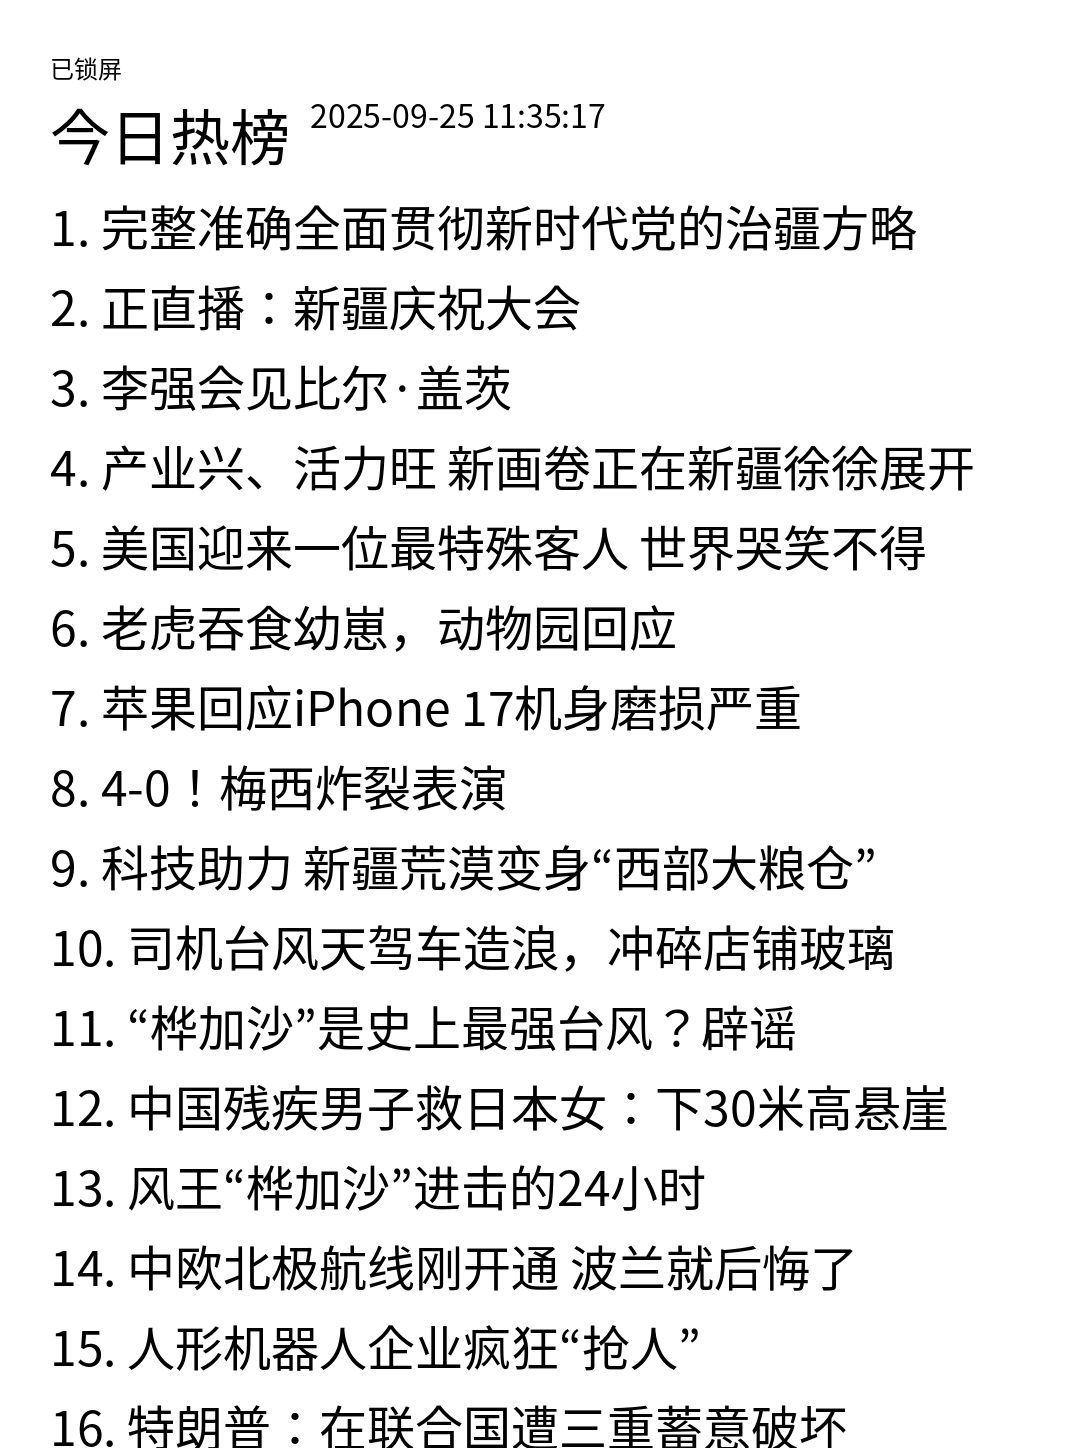 已锁屏
今日热榜 2025-09-25 11:35:17
1. 完整准确全面贯彻新时代党的治疆方略
2. 正直播：新疆庆祝大会
3. 李强会见比尔·盖茨
4. 产业兴、活力旺 新画卷正在新疆徐徐展开
5. 美国迎来一位最特殊客人 世界哭笑不得
6. 老虎吞食幼崽，动物园回应
7. 苹果回应iPhone 17机身磨损严重
8. 4-0！梅西炸裂表演
9. 科技助力 新疆荒漠变身“西部大粮仓”
10. 司机台风天驾车造浪，冲碎店铺玻璃
11. “桦加沙”是史上最强台风？辟谣
12. 中国残疾男子救日本女：下30米高悬崖
13. 风王“桦加沙”进击的24小时
14. 中欧北极航线刚开通 波兰就后悔了
15. 人形机器人企业疯狂“抢人”
16. 特朗普：在联合国遭三重蓄意破坏